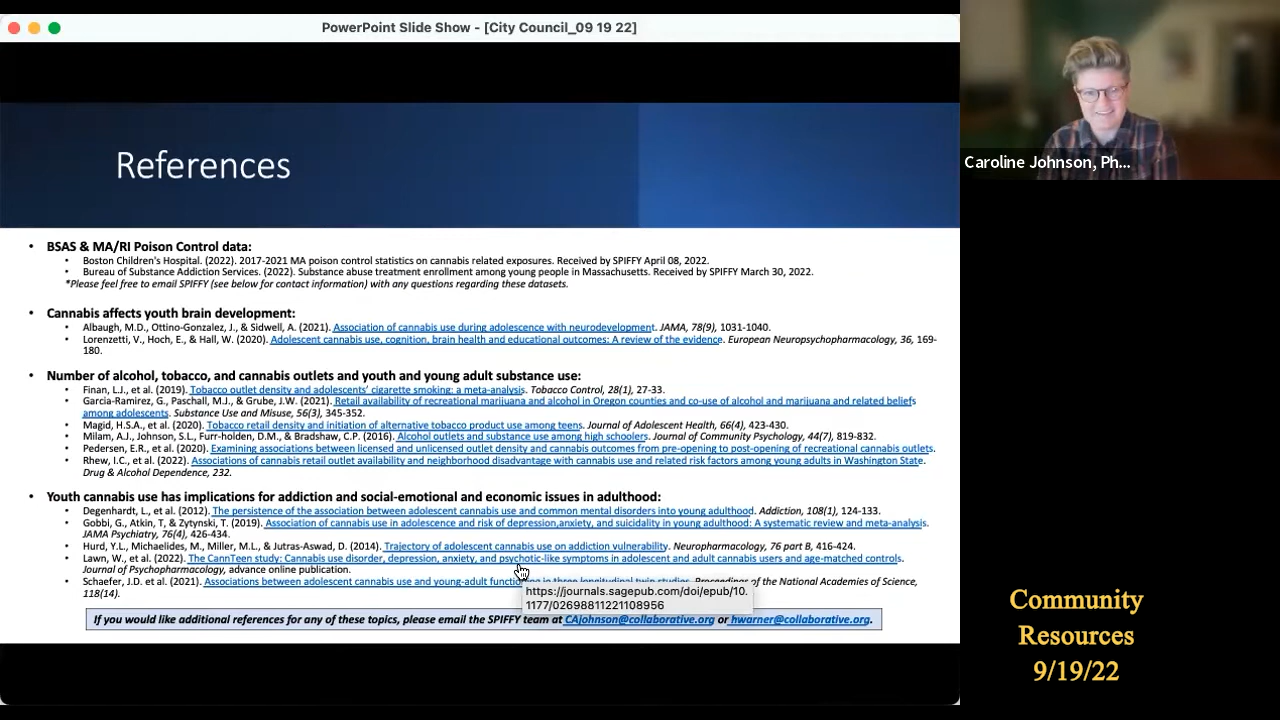 PowerPoint Slide Show - [City Council_09 19 22]
References
• BSAS & MA/RI Poison Control data:
• Boston Children's Hospital. (2022). 2017-2021 MA poison control statistics on cannabis related exposures. Received by SPIFFY April 08, 2022.
• Bureau of Substance Addiction Services. (2022). Substance abuse treatment enrollment among young people in Massachusetts. Received by SPIFFY March 30, 2022.
*Please feel free to email SPIFFY (see below for contact information) with any questions regarding these datasets.
• Cannabis affects youth brain development:
• Albaugh, M.D., Ottino-Gonzalez, J., & Sidwell, A. (2021). Association of cannabis use during adolescence with neurodevelopment. JAMA, 78(9), 1031-1040.
• Lorenzetti, V., Hoch, E., & Hall, W. (2020). Adolescent cannabis use, cognition, brain health and educational outcomes: A review of the evidence. European Neuropsychopharmacology, 36, 169-
180.
• Number of alcohol, tobacco, and cannabis outlets and youth and young adult substance use:
• Finan, L.J., et al. (2019). Tobacco outlet density and adolescents' cigarette smoking: a meta-analysis. Tobacco Control, 28(1), 27-33.
• Garcia-Ramirez, G., Paschall, M.J., & Grube, J.W. (2021). Retail availability of recreational marijuana and alcohol in Oregon counties and co-use of alcohol and marijuana and related beliefs
among adolescents. Substance Use and Misuse, 56(3), 345-352.
• Magid, H.S.A., et al. (2020). Tobacco retail density and initiation of alternative tobacco product use among teens. Journal of Adolescent Health, 66(4), 423-430.
• Milam, A.J., Johnson, S.L., Furr-holden, D.M., & Bradshaw, C.P. (2016). Alcohol outlets and substance use among high schoolers. Journal of Community Psychology, 44(7), 819-832.
• Pedersen, E.R., et al. (2020). Examining associations between licensed and unlicensed outlet density and cannabis outcomes from pre-opening to post-opening of recreational cannabis outlets.
• Rhew, I.C., et al. (2022). Associations of cannabis retail outlet availability and neighborhood disadvantage with cannabis use and related risk factors among young adults in Washington State.
Drug & Alcohol Dependence, 232.
• Youth cannabis use has implications for addiction and social-emotional and economic issues in adulthood:
• Degenhardt, L., et al. (2012). The persistence of the association between adolescent cannabis use and common mental disorders into young adulthood. Addiction, 108(1), 124-133.
• Gobbi, G., Atkin, T, & Zytynski, T. (2019). Association of cannabis use in adolescence and risk of depression,anxiety, and suicidality in young adulthood: A systematic review and meta-analysis.
JAMA Psychiatry, 76(4), 426-434.
• Hurd, Y.L., Michaelides, M., Miller, M.L., & Jutras-Aswad, D. (2014). Trajectory of adolescent cannabis use on addiction vulnerability. Neuropharmacology, 76 part B, 416-424.
• Lawn, W., et al. (2022). The CannTeen study: Cannabis use disorder, depression, anxiety, and psychotic-like symptoms in adolescent and adult cannabis users and age-matched controls.
Journal of Psychopharmacology, advance online publication.
• Schaefer, J.D. et al. (2021). Associations between adolescent cannabis use and young-adult functioning in three longitudinal twin studies. Proceedings of the National Academies of Science,
118(14).
https://journals.sagepub.com/doi/epub/10.
1177/02698811221108956
If you would like additional references for any of these topics, please email the SPIFFY team at CAjohnson@collaborative.org or hwarner@collaborative.org.
Caroline Johnson, Ph...
Community
Resources
9/19/22